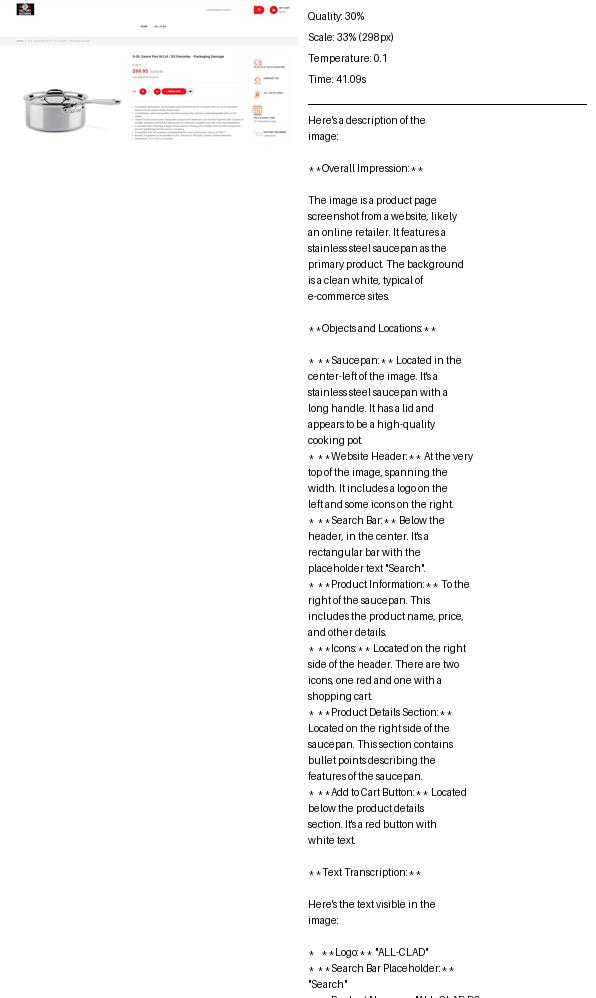 HOME
ALL-CLAD
3-Qt. Sauce Pan W/Lid / D3 Everyday - Packaging Damage
$99.95
Quality: 30%
Scale: 33% (298px)
Temperature: 0.1
Time: 41.09s
Here's a description of the
image:
**Overall Impression:**
The image is a product page
screenshot from a website, likely
an online retailer. It features a
stainless steel saucepan as the
primary product. The background
is a clean white, typical of
e-commerce sites.
**Objects and Locations:**
* **Saucepan:** Located in the
center-left of the image. It's a
stainless steel saucepan with a
long handle. It has a lid and
appears to be a high-quality
cooking pot.
* **Website Header:** At the very
top of the image, spanning the
width. It includes a logo on the
left and some icons on the right.
* **Search Bar:** Below the
header, in the center. It's a
rectangular bar with the
placeholder text "Search".
* **Product Information:** To the
right of the saucepan. This
includes the product name, price,
and other details.
* **Icons:** Located on the right
side of the header. There are two
icons, one red and one with a
shopping cart.
* **Product Details Section:**
Located on the right side of the
saucepan. This section contains
bullet points describing the
features of the saucepan.
* **Add to Cart Button:** Located
below the product details
section. It's a red button with
white text.
**Text Transcription:**
Here's the text visible in the
image:
* **Logo:** "ALL-CLAD"
* **Search Bar Placeholder:**
"Search"